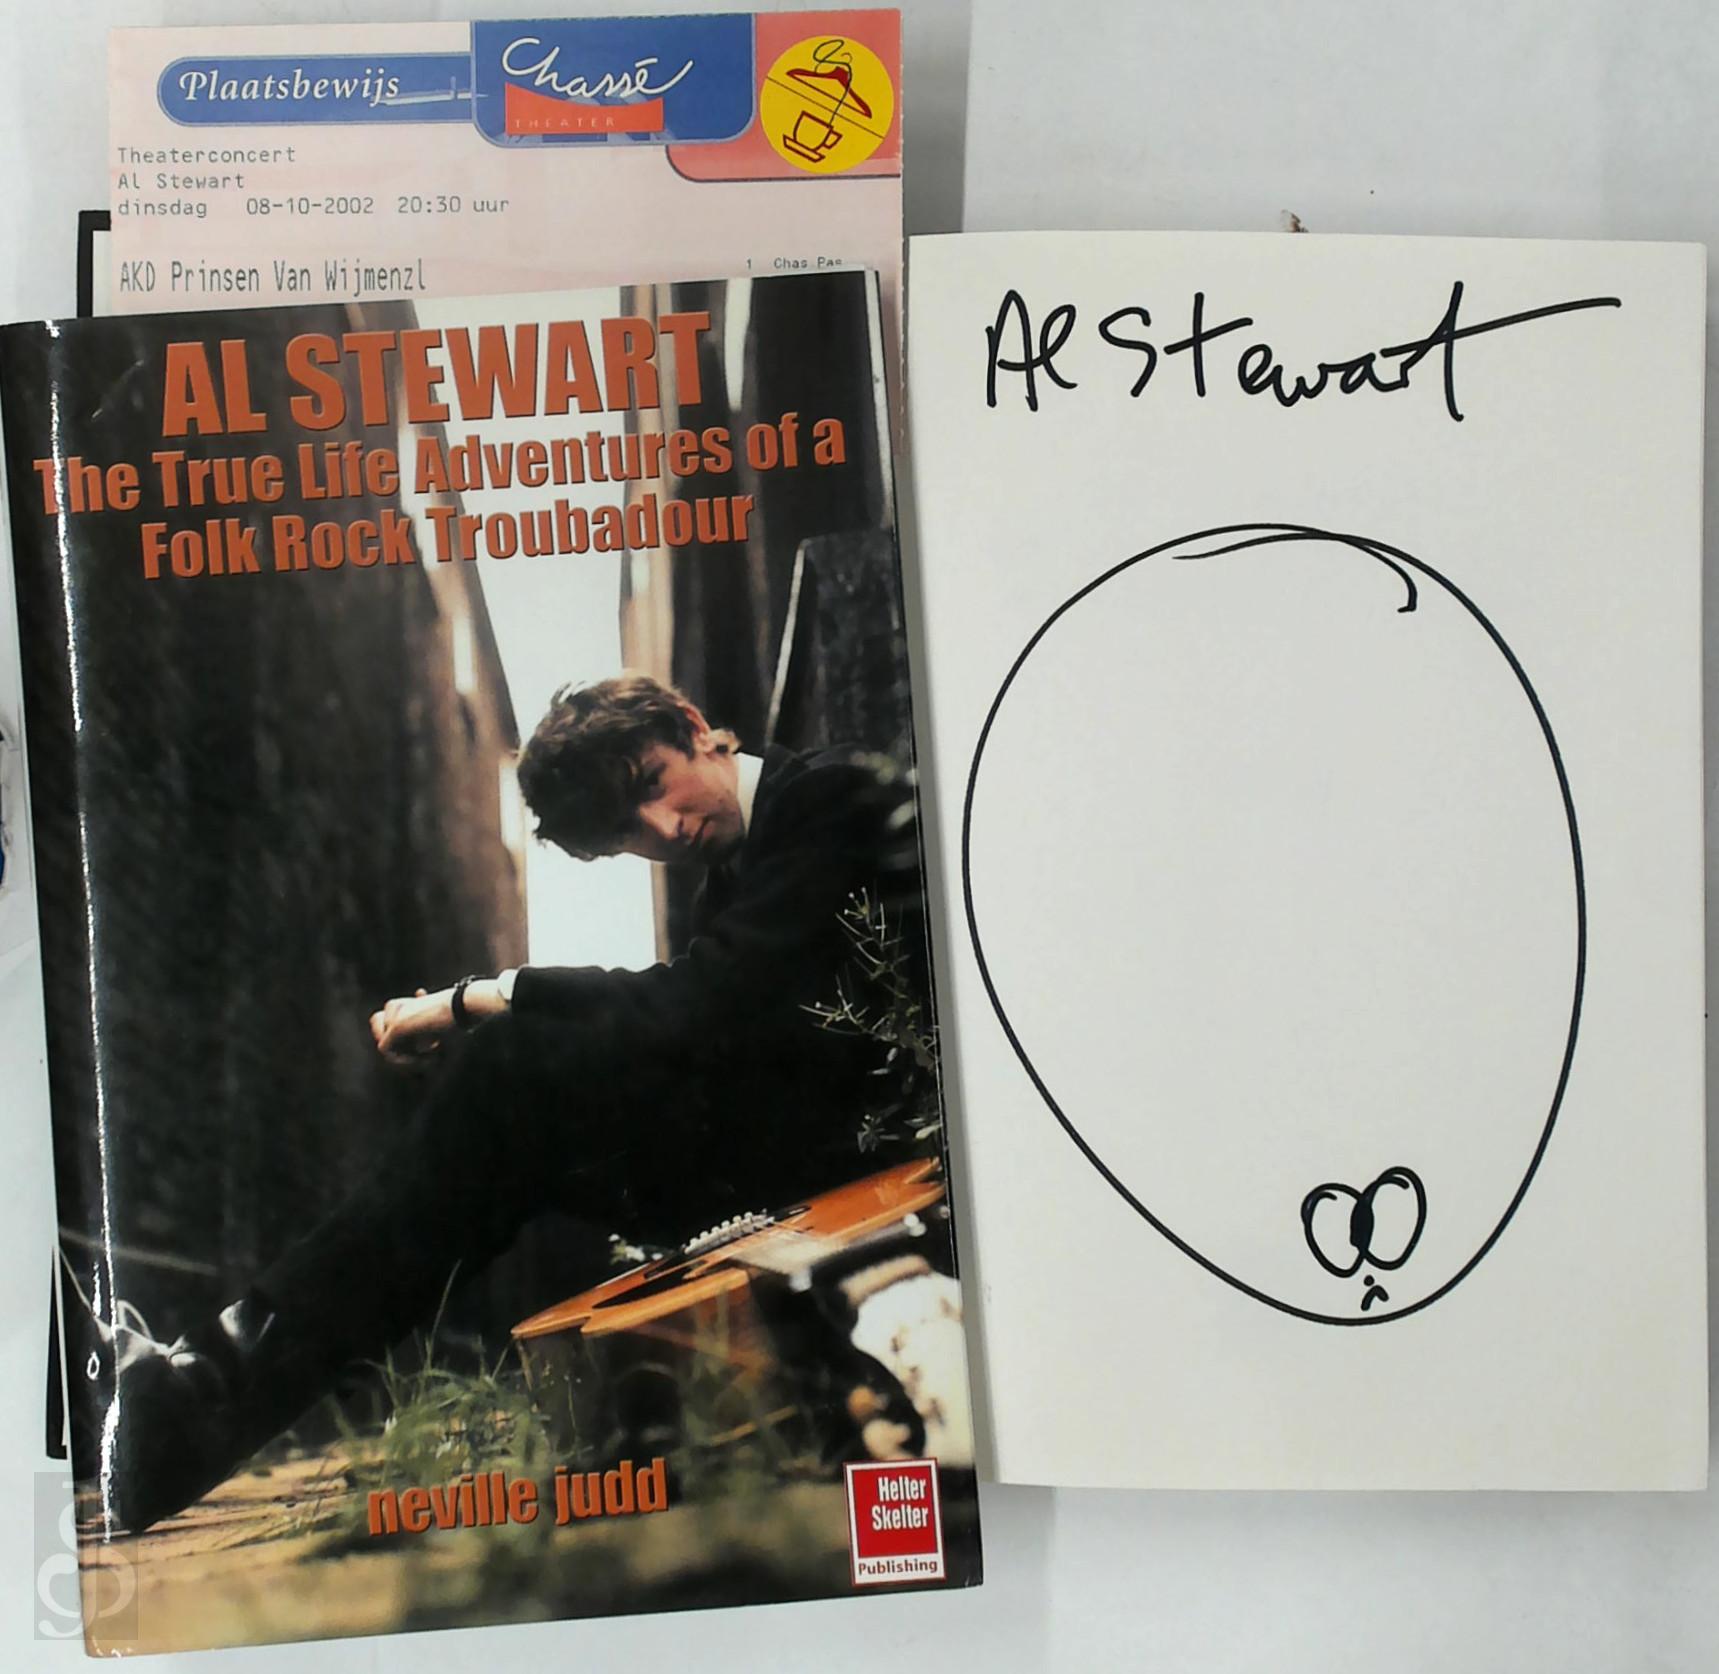 Plaatsbewijs
Chassé
THEATER
Theaterconcert
Al Stewart
dinsdag 08-10-2002 20:30 uur
AKD Prinsen Van Wijmenzl
1 Chas Pas
AL STEWART
The True Life Adventures of a
Folk Rock Troubadour
neville judd
Helter
Skelter
Publishing
Al Stewart